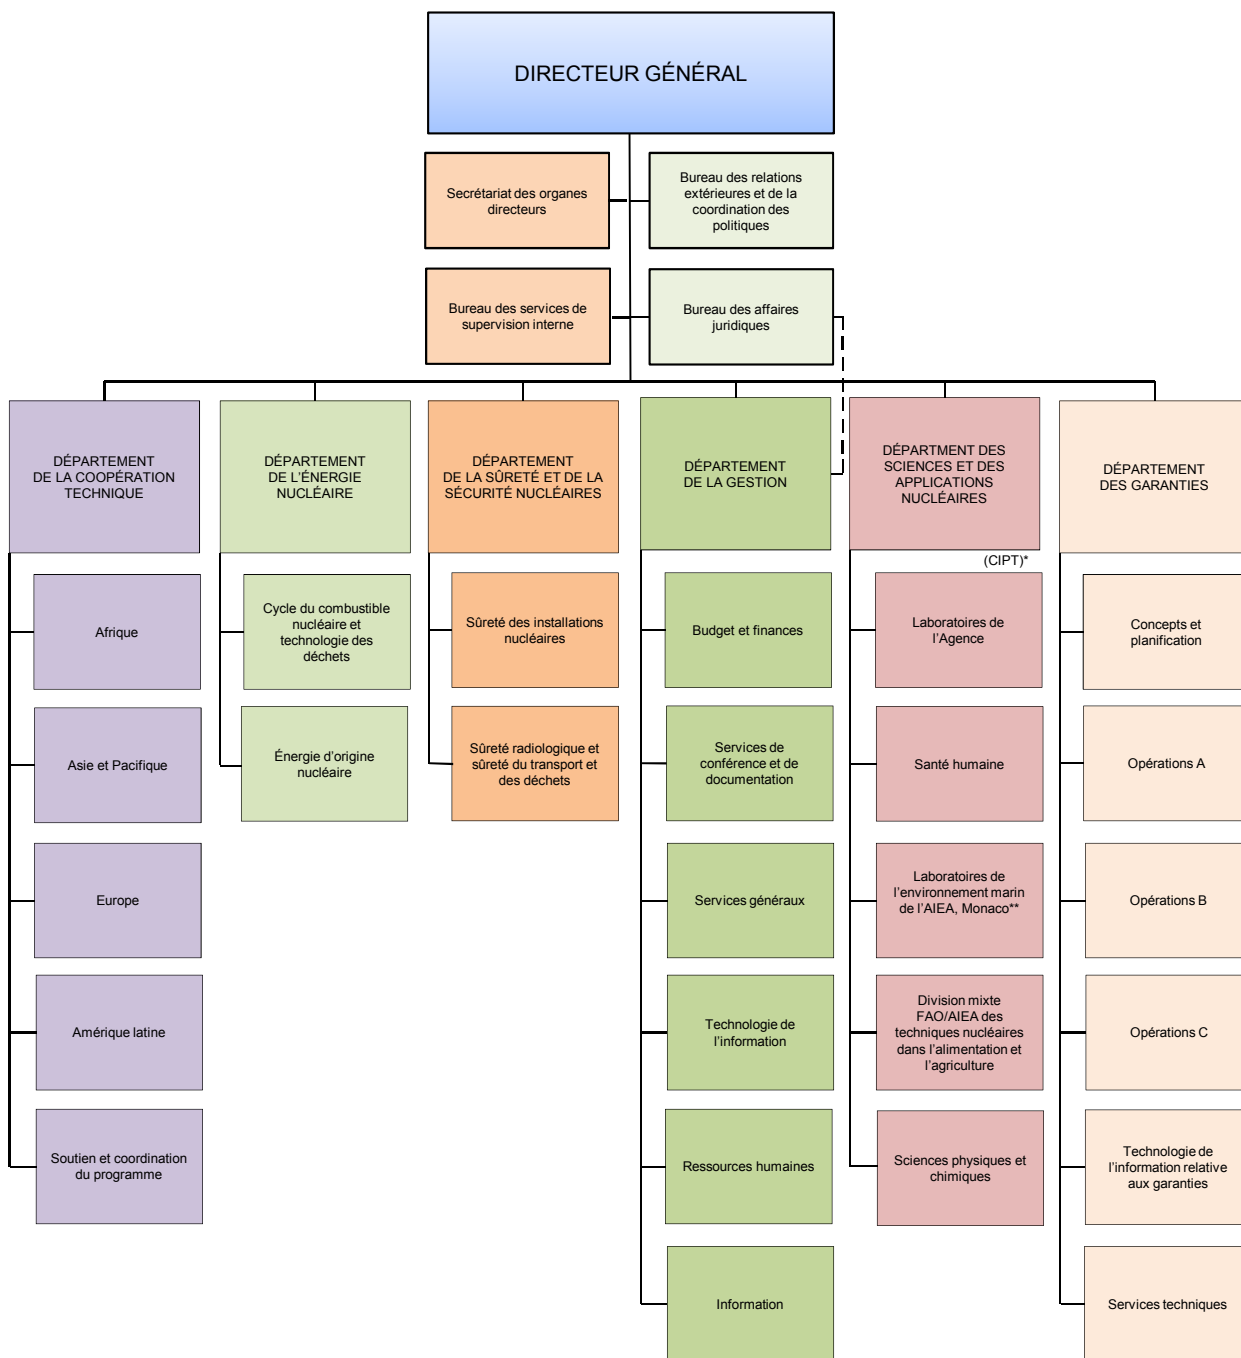 DIRECTEUR GÉNÉRAL
Secrétariat des organes
directeurs
Bureau des relations
extérieures et de la
coordination des
politiques
Bureau des services de
supervision interne
Bureau des affaires
juridiques
DÉPARTEMENT
DE LA COOPÉRATION
TECHNIQUE
DÉPARTEMENT
DE L'ÉNERGIE
NUCLÉAIRE
DÉPARTEMENT
DE LA SÛRETÉ ET DE LA
SÉCURITÉ NUCLÉAIRES
DÉPARTEMENT
DE LA GESTION
DÉPARTMENT DES
SCIENCES ET DES
APPLICATIONS
NUCLÉAIRES
DÉPARTEMENT
DES GARANTIES
(CIPT)*
Afrique
Asie et Pacifique
Europe
Amérique latine
Soutien et coordination
du programme
Cycle du combustible
nucléaire et
technologie des
déchets
Énergie d'origine
nucléaire
Sûreté des installations
nucléaires
Sûreté radiologique et
sûreté du transport et
des déchets
Budget et finances
Services de
conférence et de
documentation
Services généraux
Technologie de
l'information
Ressources humaines
Information
Laboratoires de
l'Agence
Santé humaine
Laboratoires de
l'environnement marin
de l'AIEA, Monaco**
Division mixte
FAO/AIEA des
techniques nucléaires
dans l'alimentation et
l'agriculture
Sciences physiques et
chimiques
Concepts et
planification
Opérations A
Opérations B
Opérations C
Technologie de
l'information relative
aux garanties
Services techniques